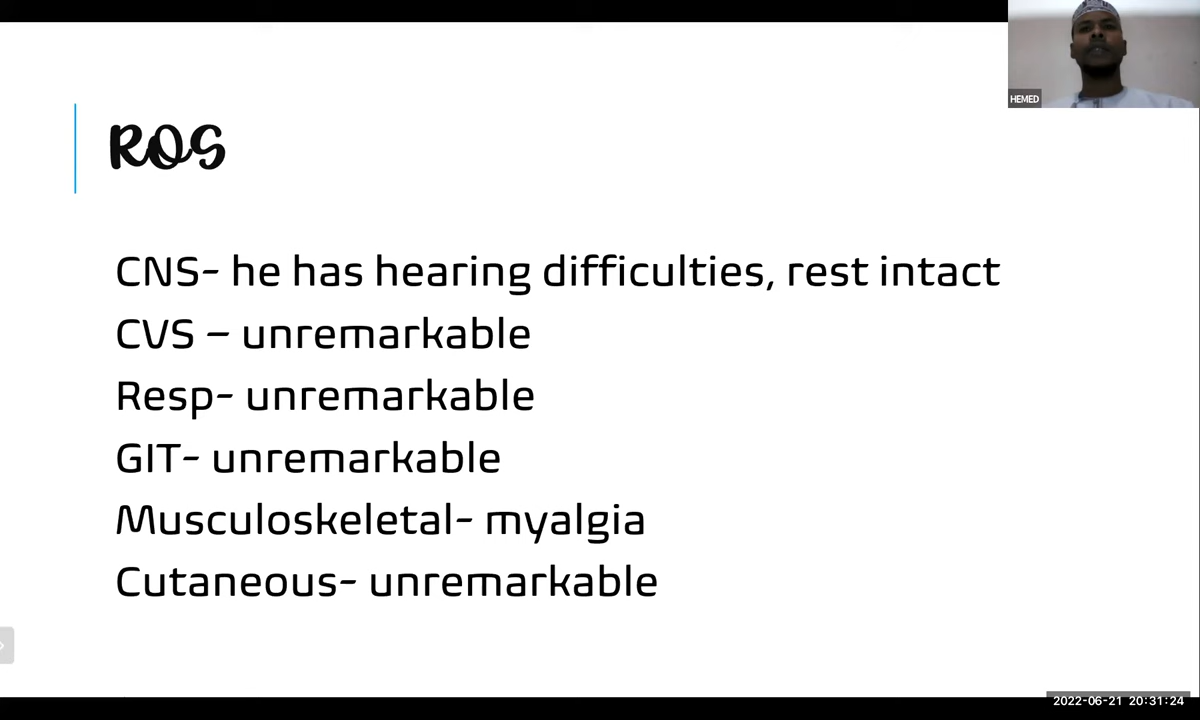 HEMED
ROS
CNS- he has hearing difficulties, rest intact
CVS – unremarkable
Resp- unremarkable
GIT- unremarkable
Musculoskeletal- myalgia
Cutaneous- unremarkable
2022-06-21 20:31:24